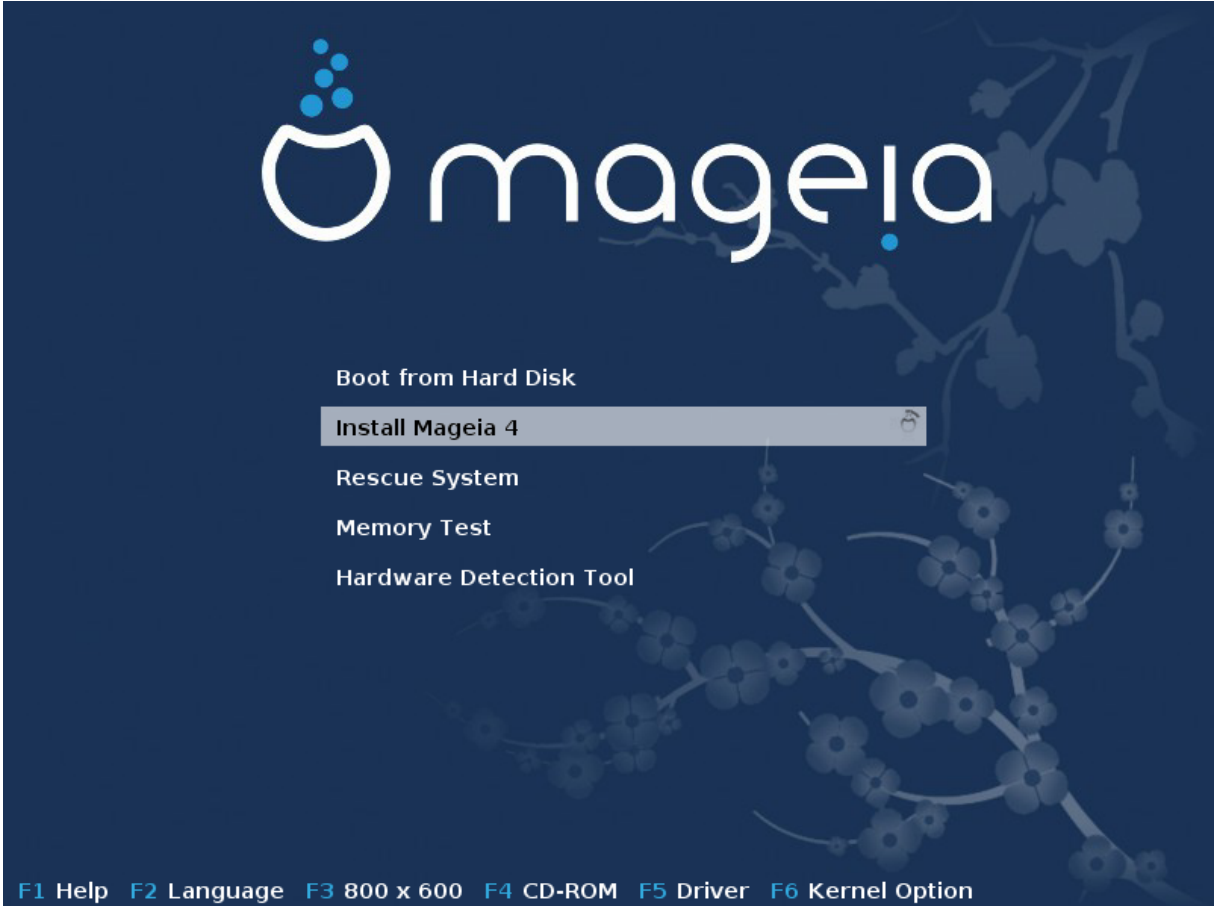 mageia
Boot from Hard Disk
Install Mageia 4
Rescue System
Memory Test
Hardware Detection Tool
F1 Help F2 Language F3 800 x 600 F4 CD-ROM F5 Driver F6 Kernel Option